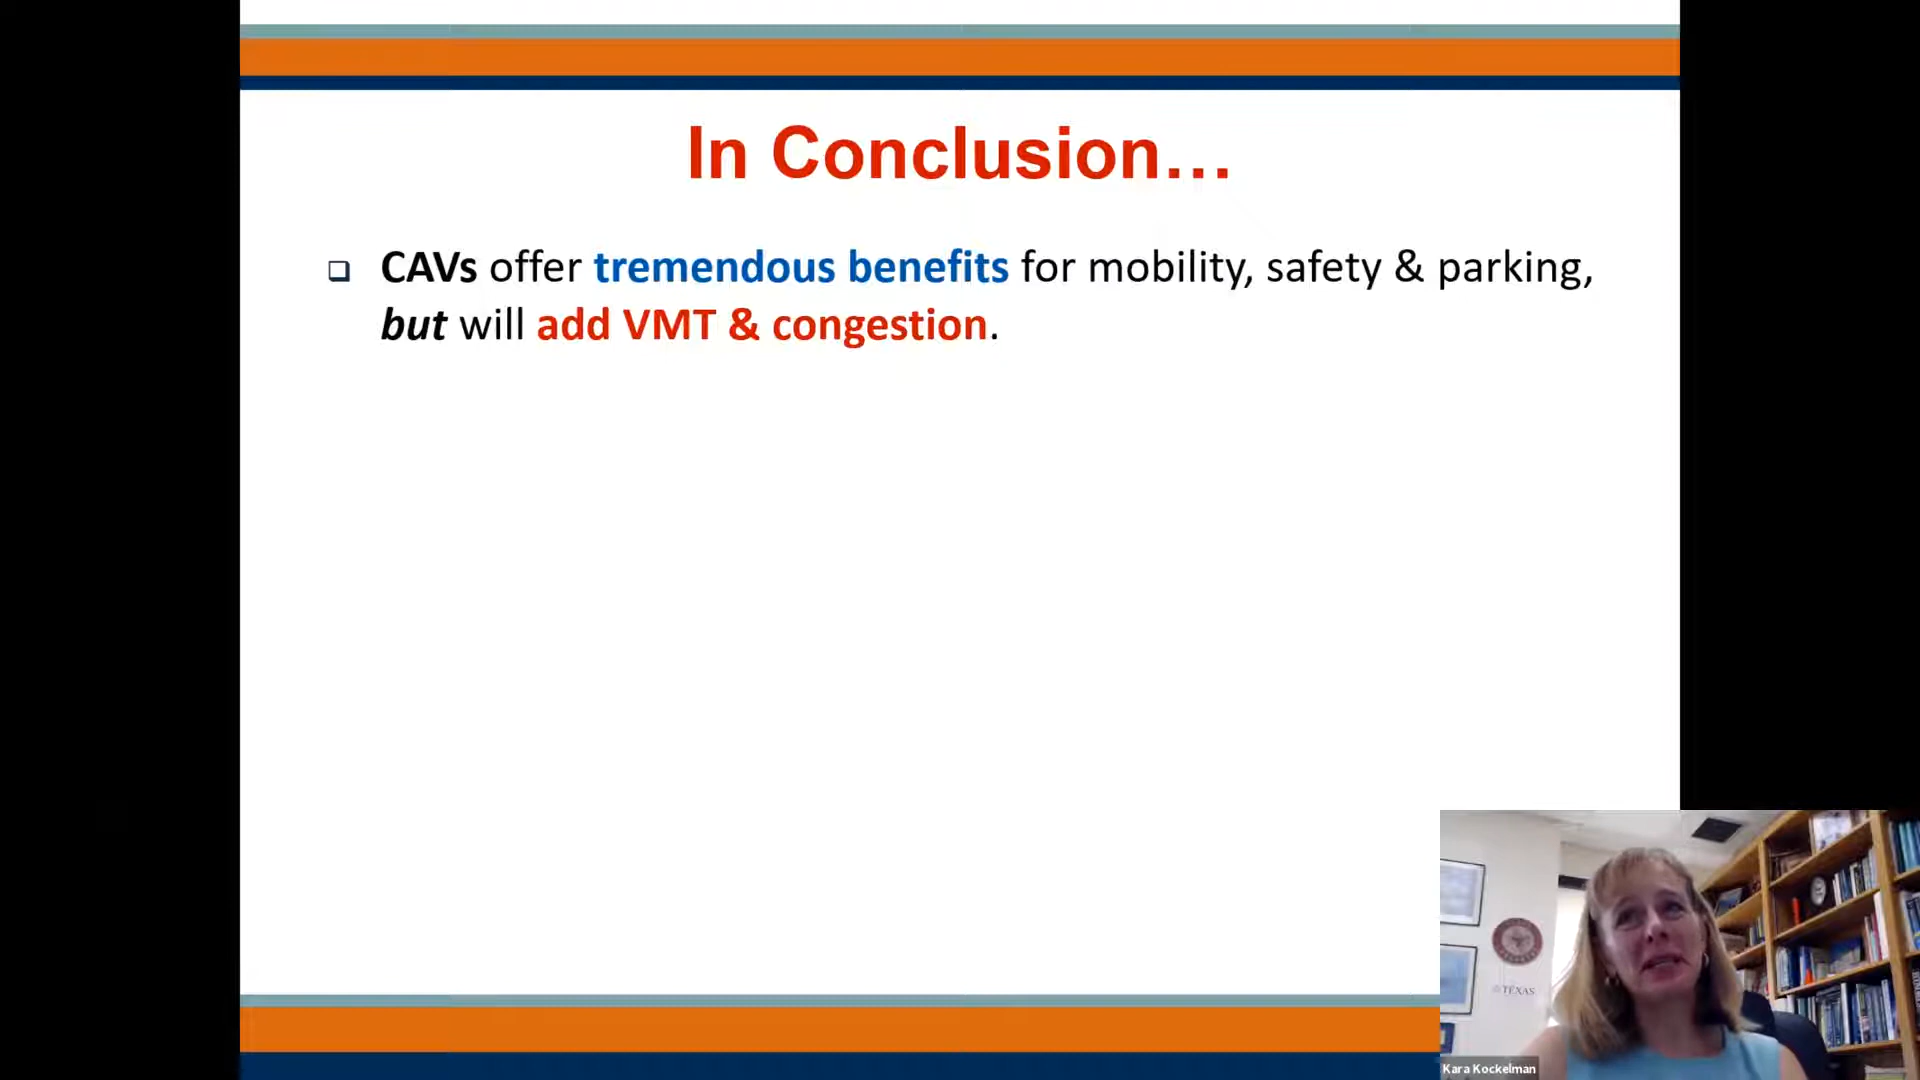 In Conclusion…
❑ CAVs offer tremendous benefits for mobility, safety & parking,
but will add VMT & congestion.
TEXAS
Kara Kockelman